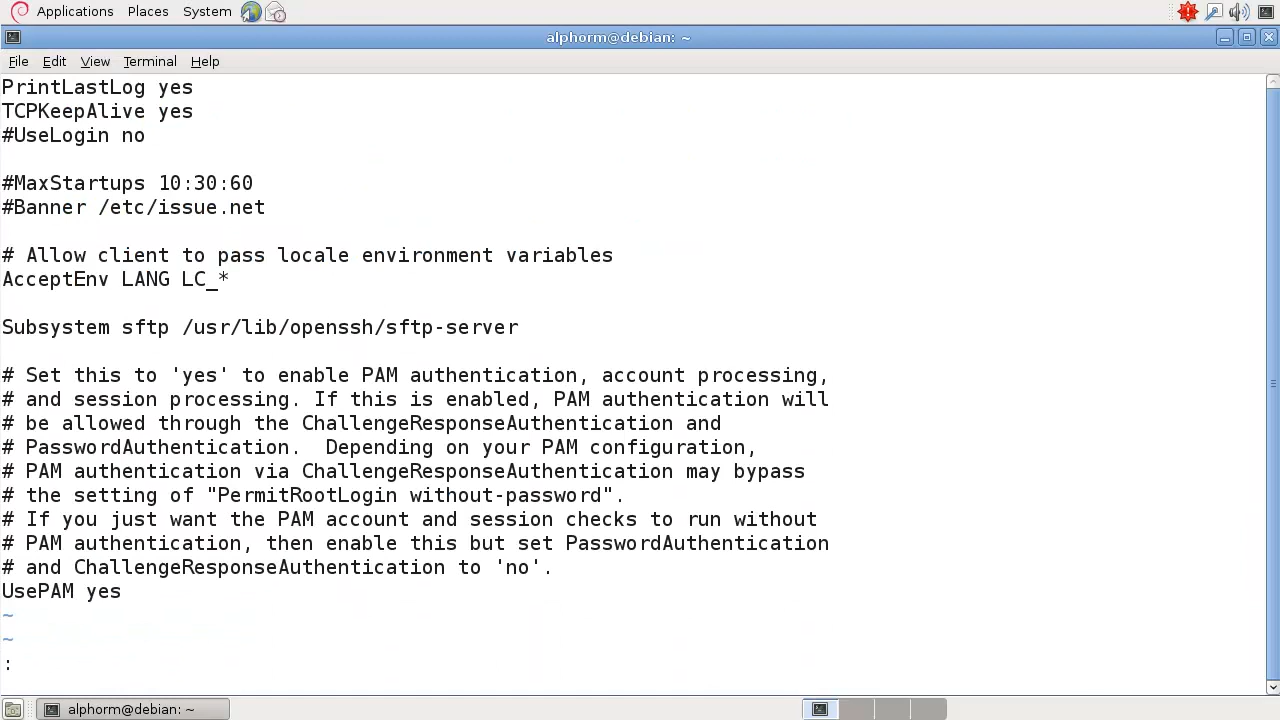 Applications Places System
alphorm@debian: ~
File Edit View Terminal Help
PrintLastLog yes
TCPKeepAlive yes
#UseLogin no
#MaxStartups 10:30:60
#Banner /etc/issue.net
# Allow client to pass locale environment variables
AcceptEnv LANG LC_*
Subsystem sftp /usr/lib/openssh/sftp-server
# Set this to 'yes' to enable PAM authentication, account processing,
# and session processing. If this is enabled, PAM authentication will
# be allowed through the ChallengeResponseAuthentication and
# PasswordAuthentication.  Depending on your PAM configuration,
# PAM authentication via ChallengeResponseAuthentication may bypass
# the setting of "PermitRootLogin without-password".
# If you just want the PAM account and session checks to run without
# PAM authentication, then enable this but set PasswordAuthentication
# and ChallengeResponseAuthentication to 'no'.
UsePAM yes
~
~
:
alphorm@debian: ~